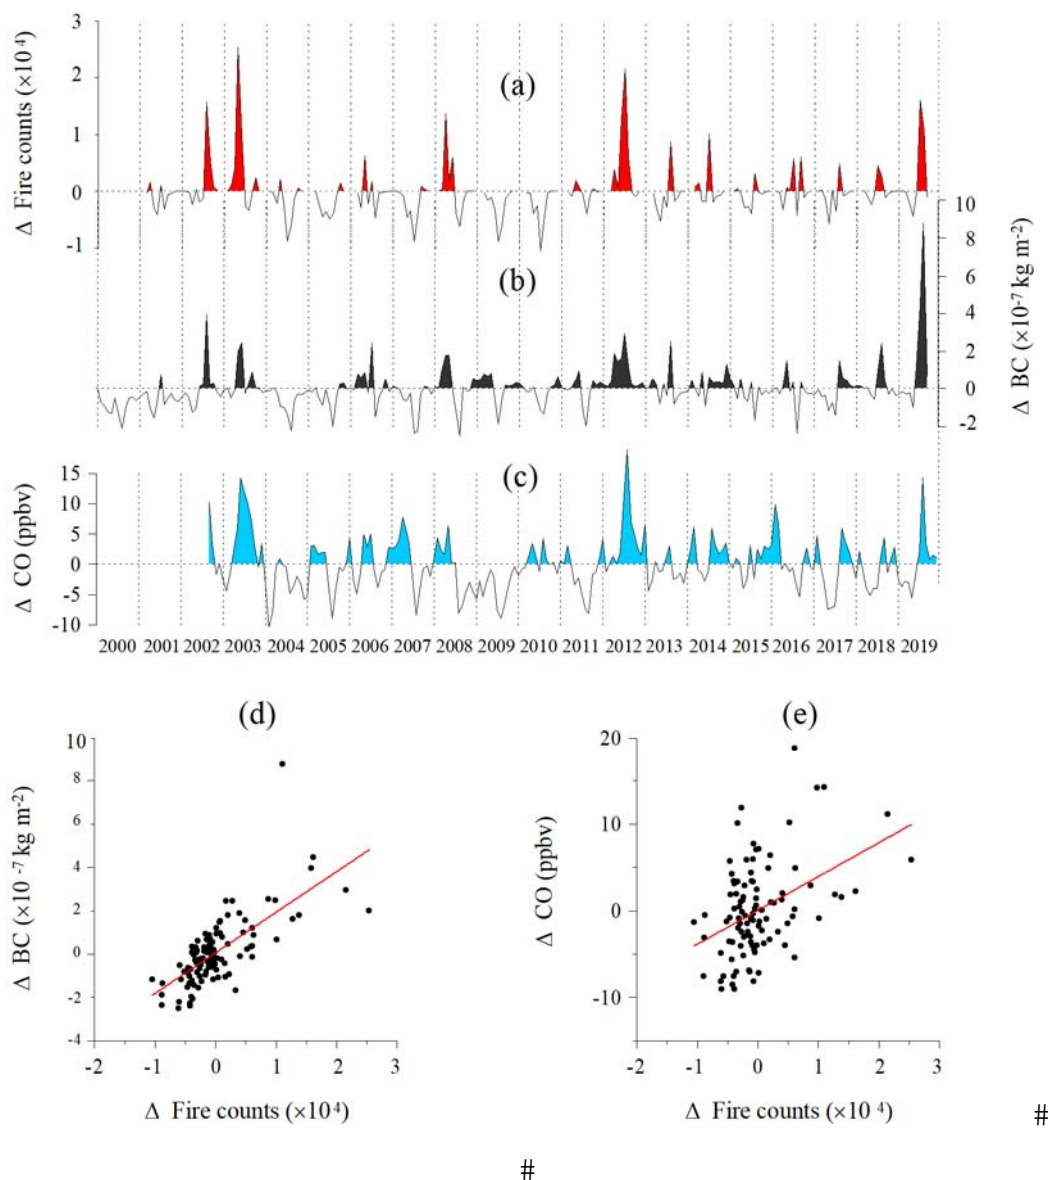 3
2
1
0
-1
Δ Fire counts (×10⁴)
(a)
10
8
6
4
2
0
-2
Δ BC (×10⁻⁷ kg m⁻²)
(b)
15
10
5
0
-5
-10
Δ CO (ppbv)
(c)
2000 2001 2002 2003 2004 2005 2006 2007 2008 2009 2010 2011 2012 2013 2014 2015 2016 2017 2018 2019
(d)
10
8
6
4
2
0
-2
-4
Δ BC (×10 ⁻⁷ kg m⁻²)
-2 -1 0 1 2 3
Δ Fire counts (×10⁴)
(e)
20
10
0
-10
Δ CO (ppbv)
-2 -1 0 1 2 3
Δ Fire counts (×10 ⁴)
#
#